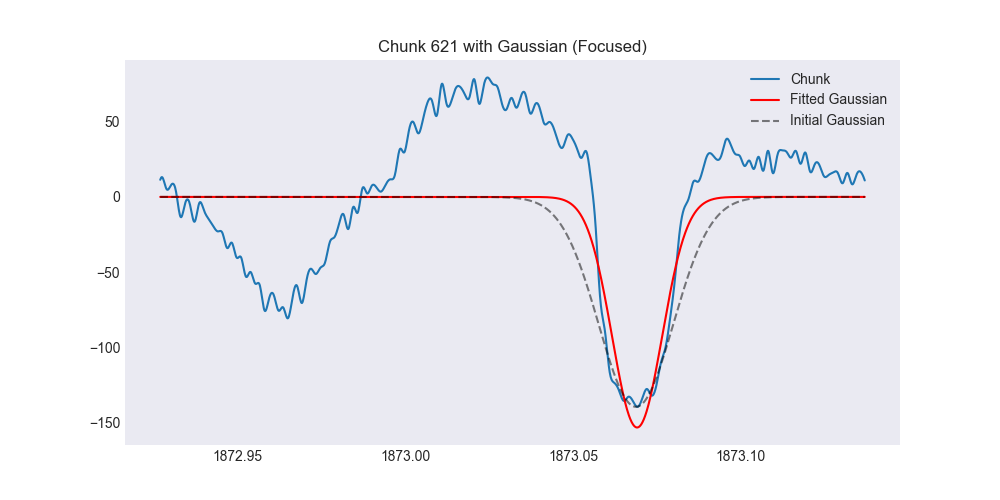 Chunk 621 with Gaussian (Focused)
Chunk
Fitted Gaussian
Initial Gaussian
50
0
−50
−100
−150
1872.95
1873.00
1873.05
1873.10